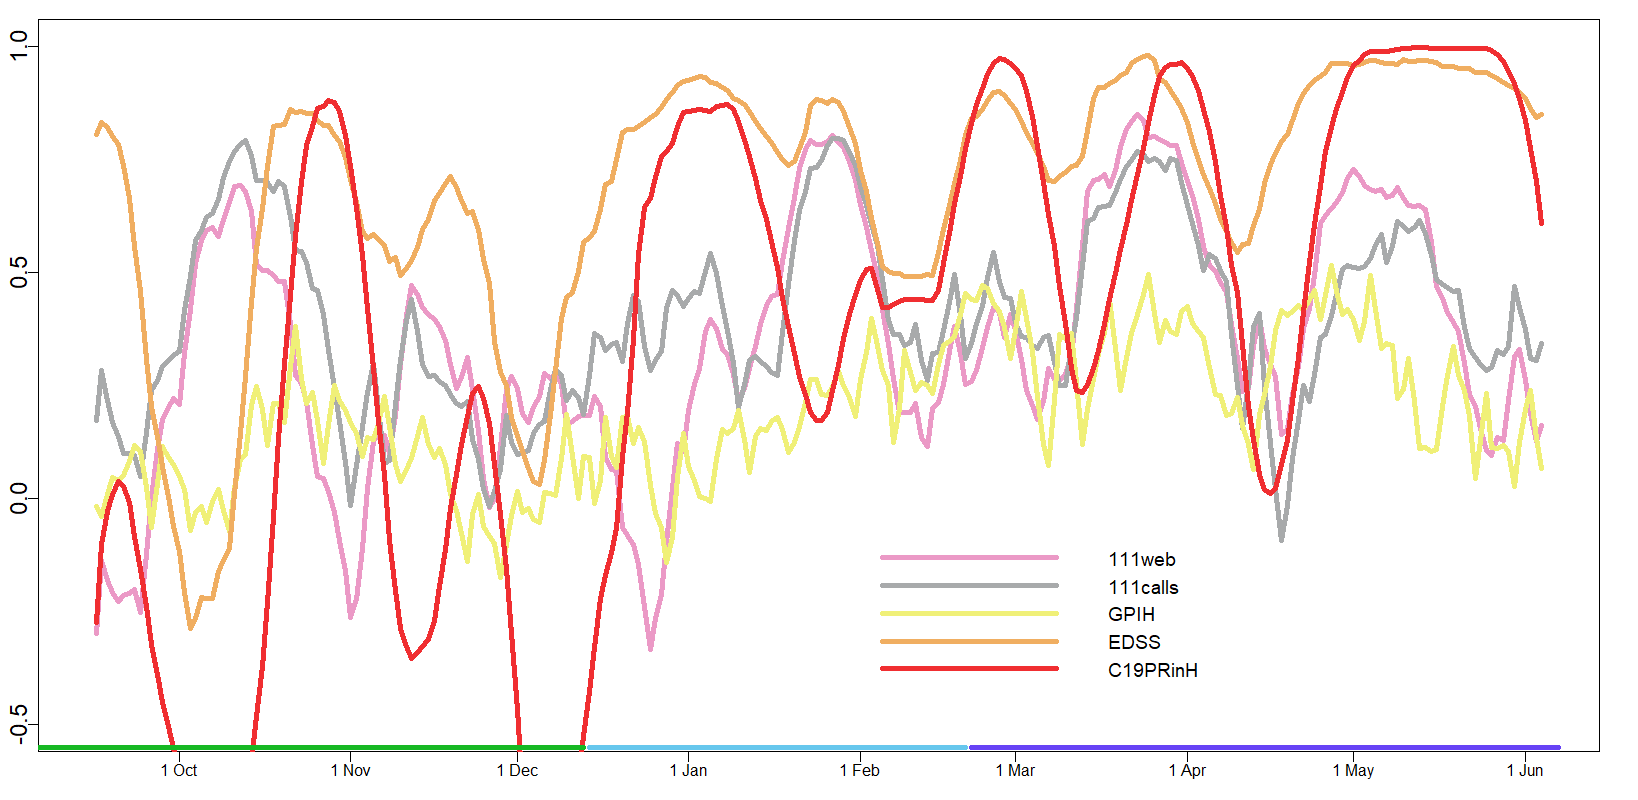 1.0
0.5
0.0
-0.5
111web
111calls
GPIH
EDSS
C19PRinH
1 Oct 1 Nov 1 Dec 1 Jan 1 Feb 1 Mar 1 Apr 1 May 1 Jun